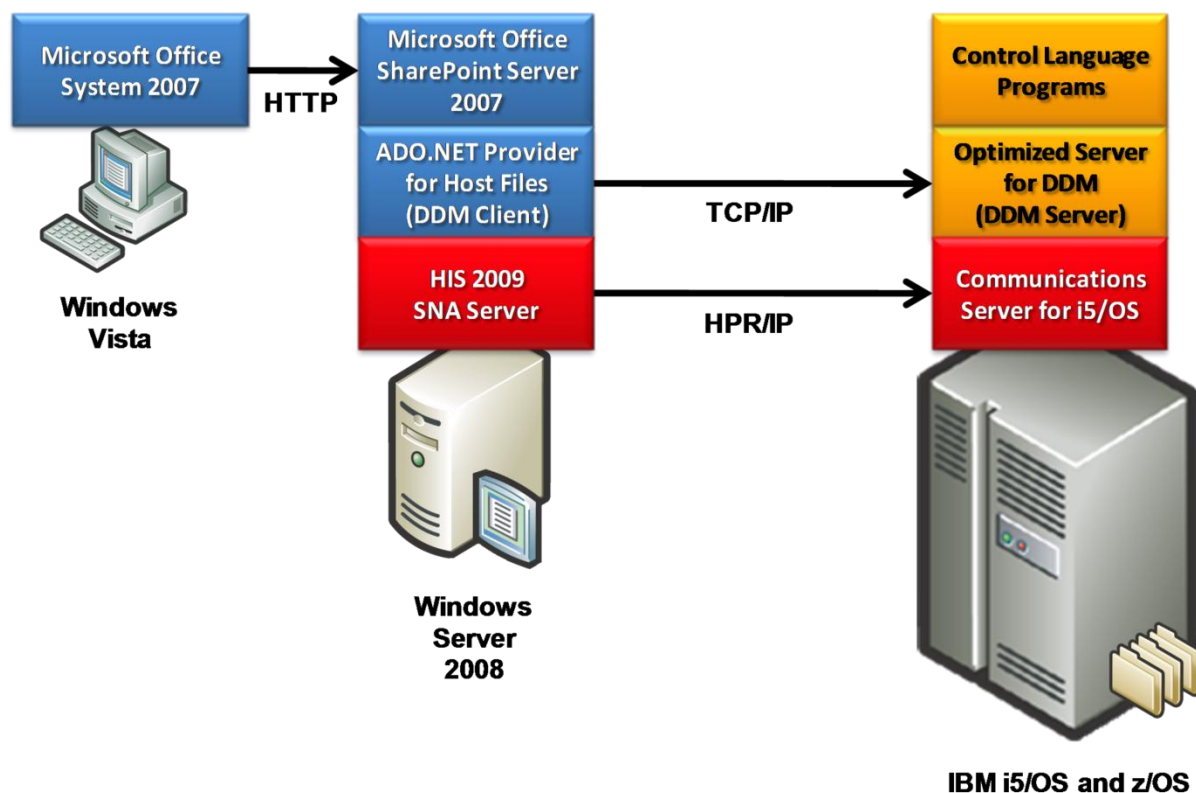 Microsoft Office
System 2007
HTTP
Microsoft Office
SharePoint Server
2007
ADO.NET Provider
for Host Files
(DDM Client)
HIS 2009
SNA Server
TCP/IP
HPR/IP
Control Language
Programs
Optimized Server
for DDM
(DDM Server)
Communications
Server for i5/OS
Windows
Vista
Windows
Server
2008
IBM i5/OS and z/OS